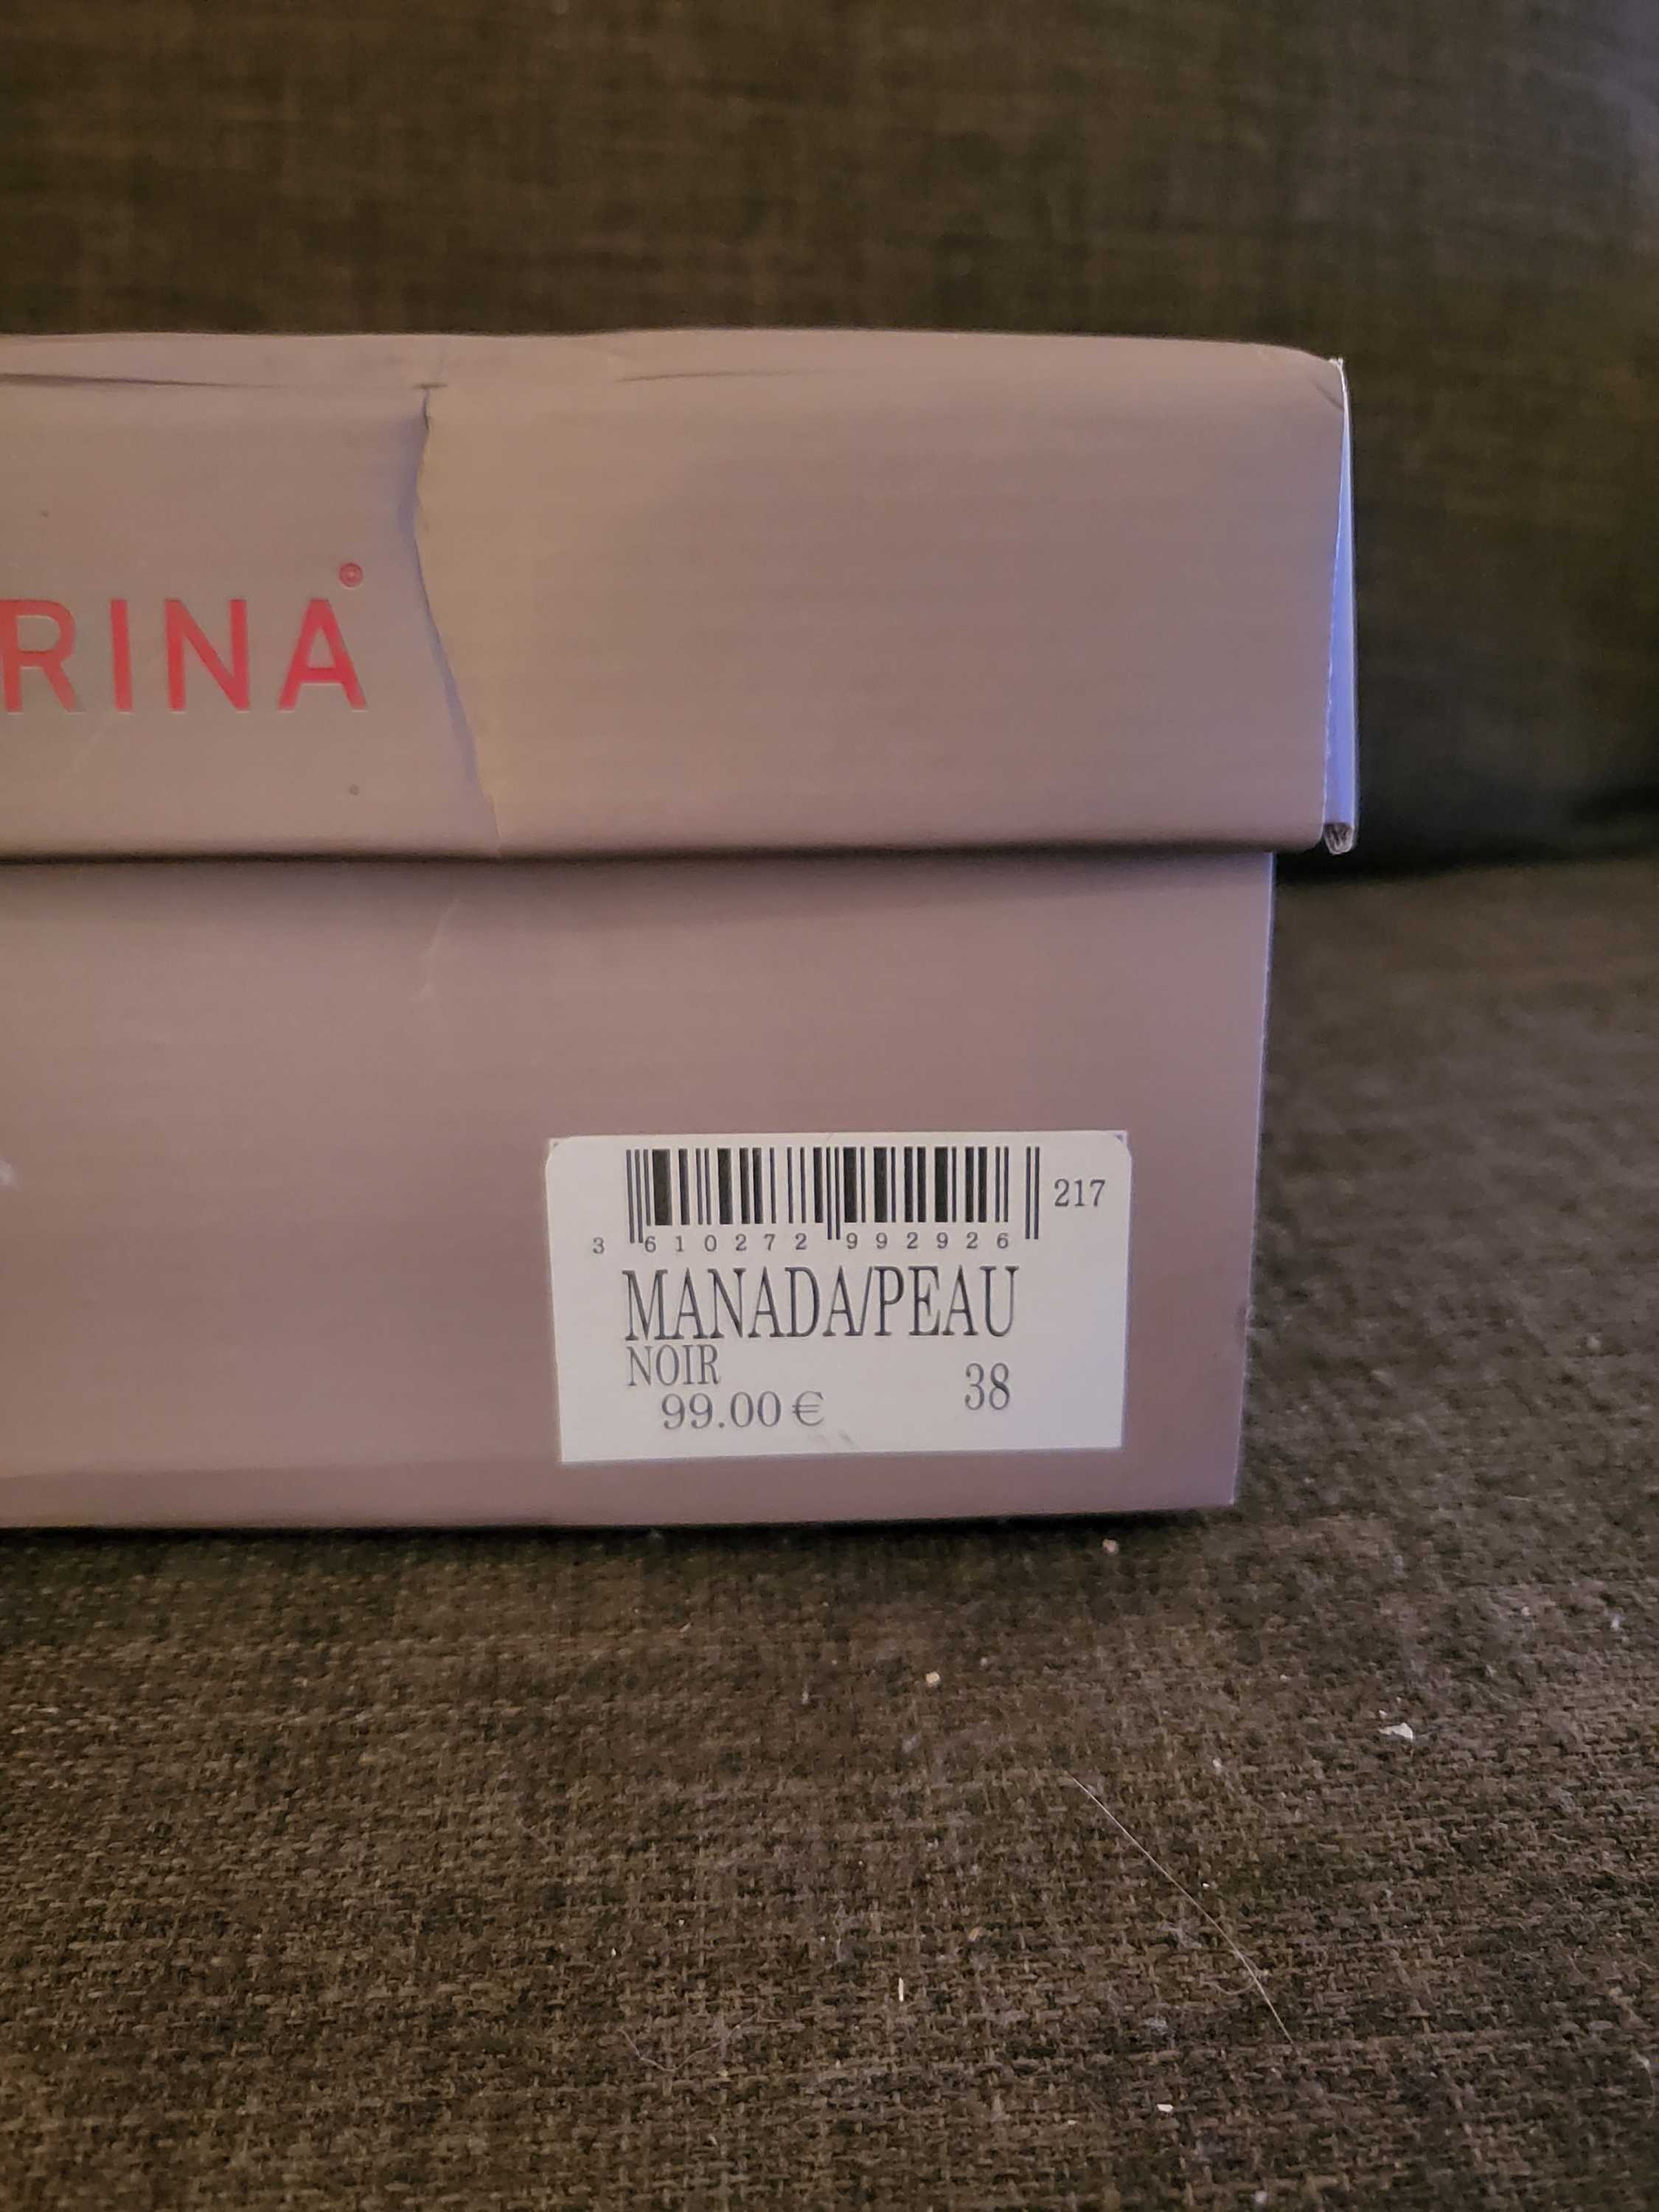 RINA®
217
3 610272 992926
MANADA/PEAU
NOIR
38
99.00 €